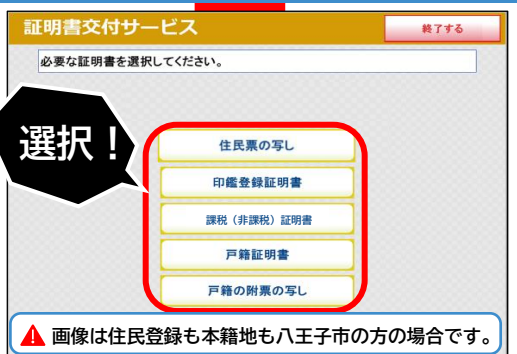 証明書交付サービス
終了する
必要な証明書を選択してください。
選択！
住民票の写し
印鑑登録証明書
課税（非課税）証明書
戸籍証明書
戸籍の附票の写し
画像は住民登録も本籍地も八王子市の方の場合です。